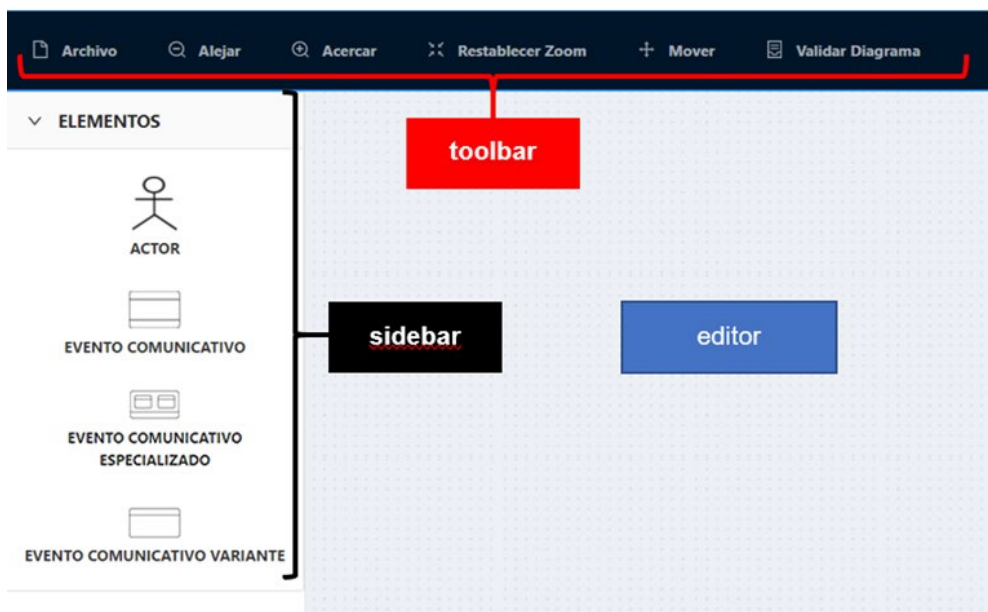 Archivo Alejar Acercar Restablecer Zoom Mover Validar Diagrama
ELEMENTOS
toolbar
ACTOR
sidebar
editor
EVENTO COMUNICATIVO
EVENTO COMUNICATIVO
ESPECIALIZADO
EVENTO COMUNICATIVO VARIANTE